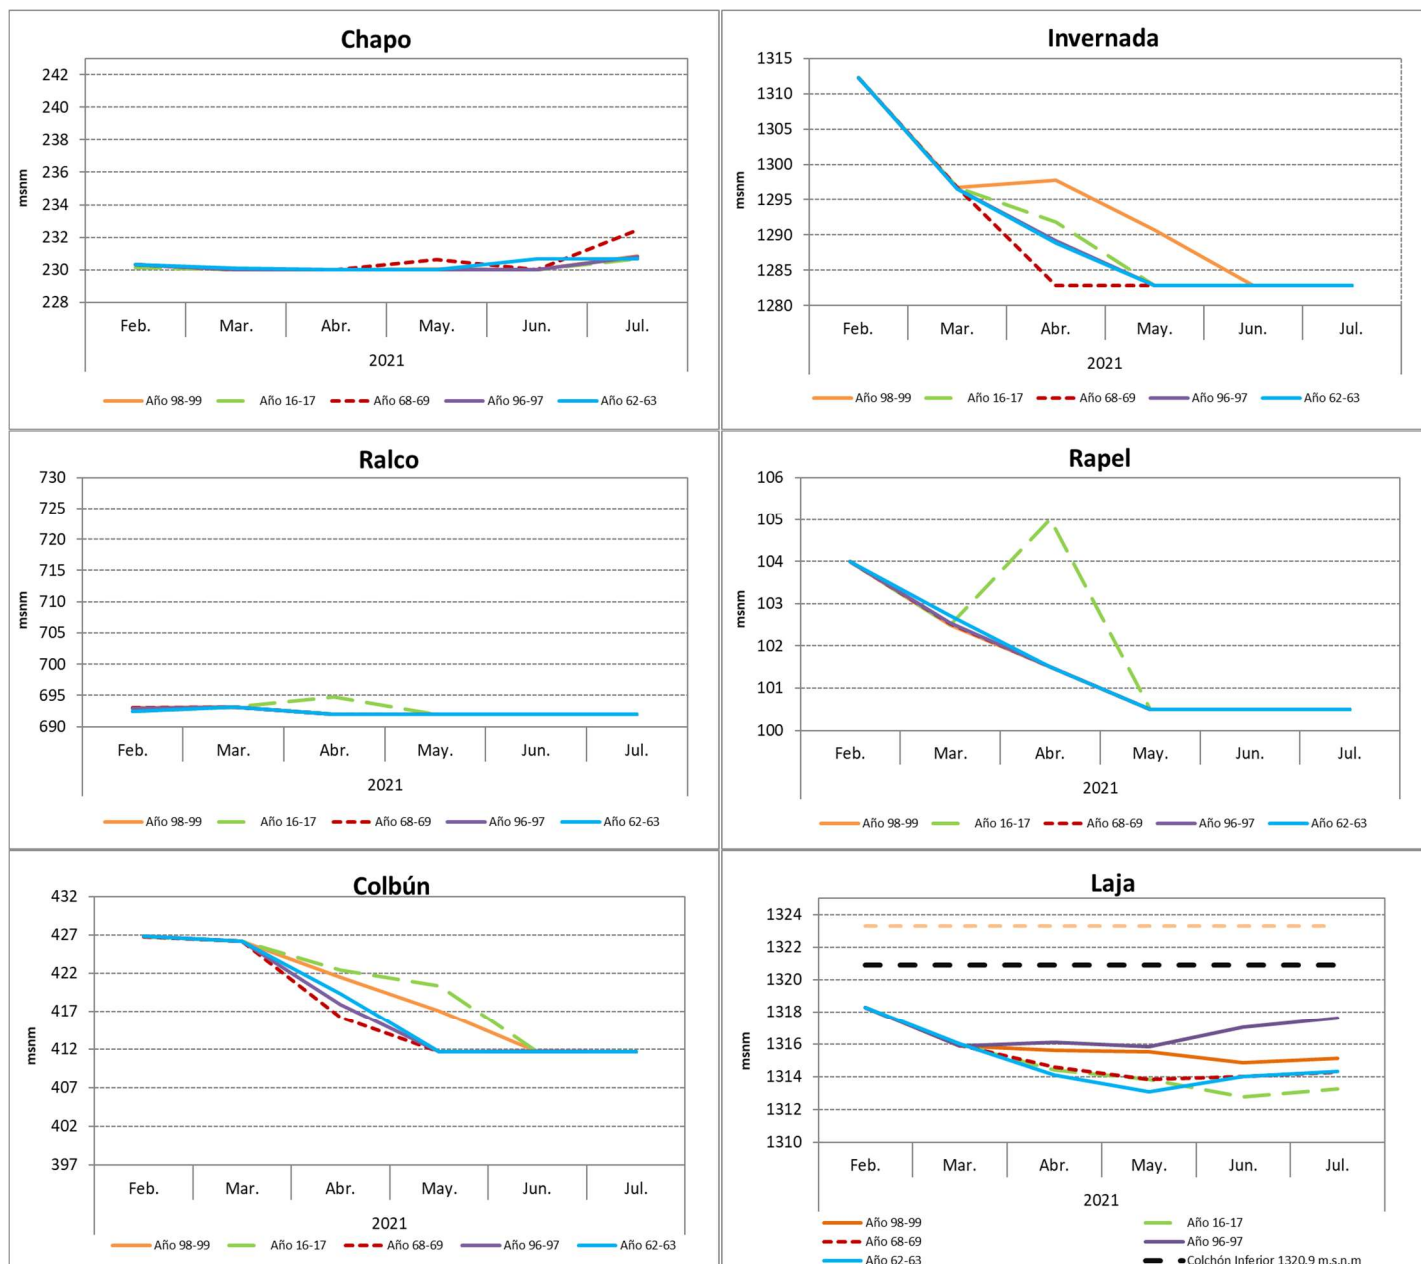 Chapo
msnm
242
240
238
236
234
232
230
228
Feb. Mar. Abr. May. Jun. Jul.
2021
Año 98-99 Año 16-17 Año 68-69 Año 96-97 Año 62-63
Invernada
msnm
1315
1310
1305
1300
1295
1290
1285
1280
Feb. Mar. Abr. May. Jun. Jul.
2021
Año 98-99 Año 16-17 Año 68-69 Año 96-97 Año 62-63
Ralco
msnm
730
725
720
715
710
705
700
695
690
Feb. Mar. Abr. May. Jun. Jul.
2021
Año 98-99 Año 16-17 Año 68-69 Año 96-97 Año 62-63
Rapel
msnm
106
105
104
103
102
101
100
Feb. Mar. Abr. May. Jun. Jul.
2021
Año 98-99 Año 16-17 Año 68-69 Año 96-97 Año 62-63
Colbún
msnm
432
427
422
417
412
407
402
397
Feb. Mar. Abr. May. Jun. Jul.
2021
Año 98-99 Año 16-17 Año 68-69 Año 96-97 Año 62-63
Laja
msnm
1324
1322
1320
1318
1316
1314
1312
1310
Feb. Mar. Abr. May. Jun. Jul.
2021
Año 98-99 Año 16-17
Año 68-69 Año 96-97
Año 62-63 Colchón Inferior 1320,9 m.s.n.m